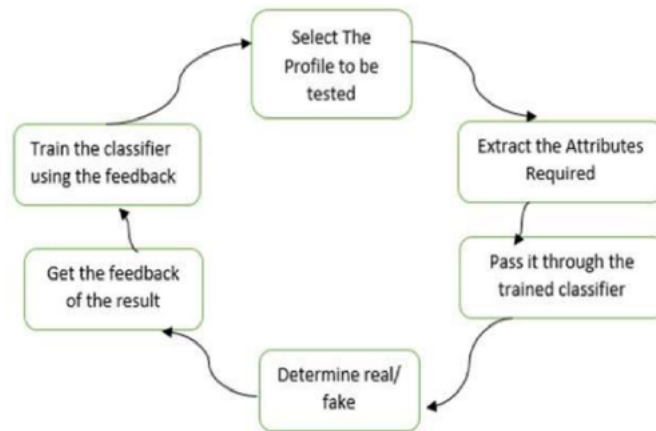 Select The
Profile to be
tested
Extract the Attributes
Required
Pass it through the
trained classifier
Determine real/
fake
Get the feedback
of the result
Train the classifier
using the feedback